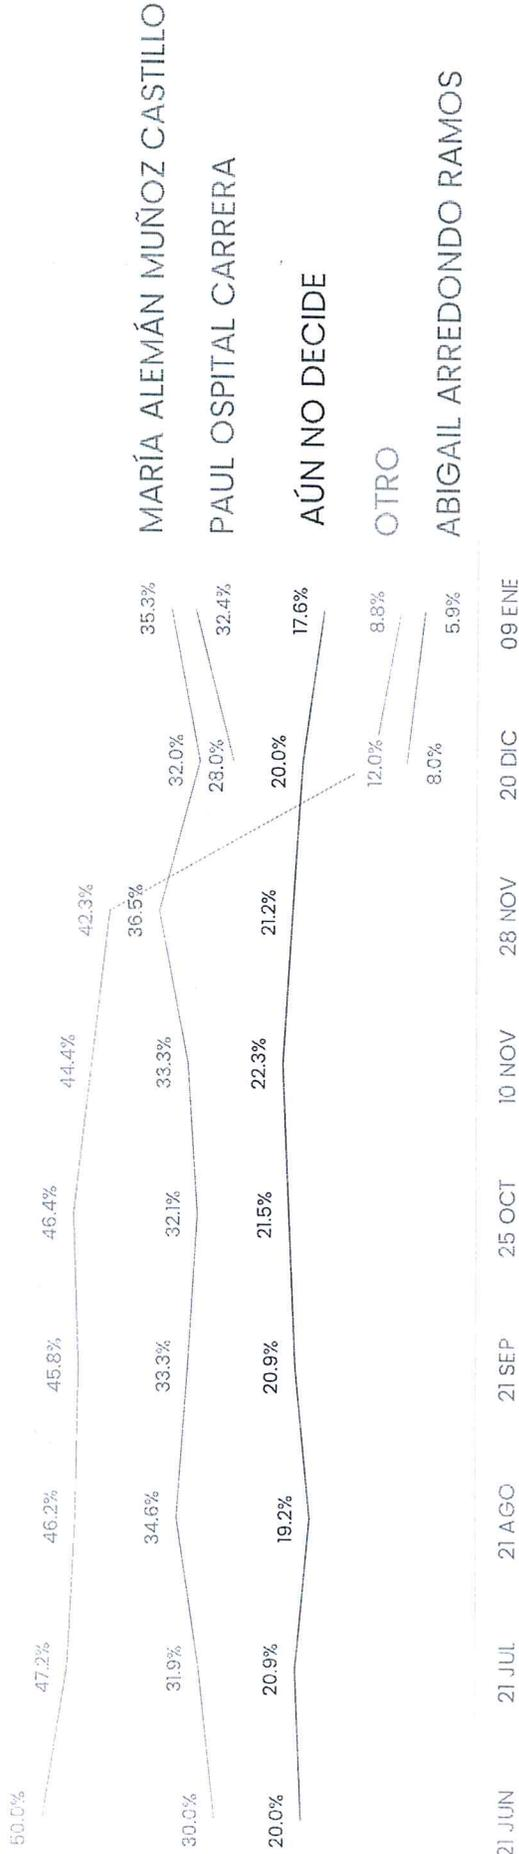 50.0% 47.2% 46.2% 45.8% 46.4% 44.4% 42.3%
30.0% 31.9% 34.6% 33.3% 32.1% 33.3% 36.5% 32.0% 35.3% MARÍA ALEMÁN MUÑOZ CASTILLO
28.0% 32.4% PAUL OSPITAL CARRERA
20.0% 20.9% 19.2% 20.9% 21.5% 22.3% 21.2% 20.0% 17.6% AÚN NO DECIDE
12.0% 8.8% OTRO
8.0% 5.9% ABIGAIL ARREDONDO RAMOS
21 JUN 21 JUL 21 AGO 21 SEP 25 OCT 10 NOV 28 NOV 20 DIC 09 ENE